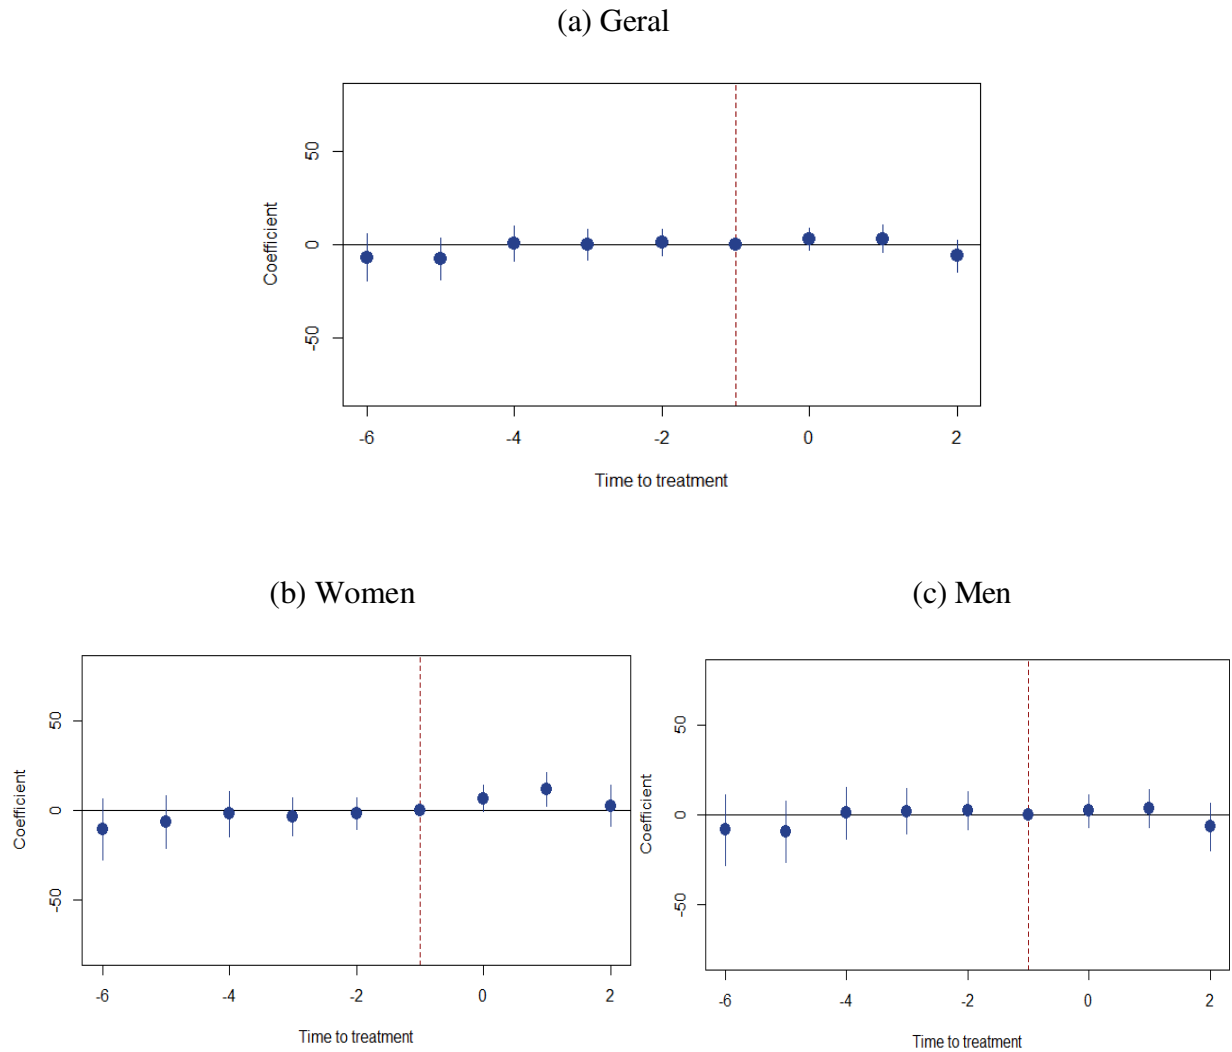 (a) Geral
50
0
-50
Coefficient
-6 -4 -2 0 2
Time to treatment
(b) Women
50
0
-50
Coefficient
-6 -4 -2 0 2
Time to treatment
(c) Men
50
0
-50
Coefficient
-6 -4 -2 0 2
Time to treatment